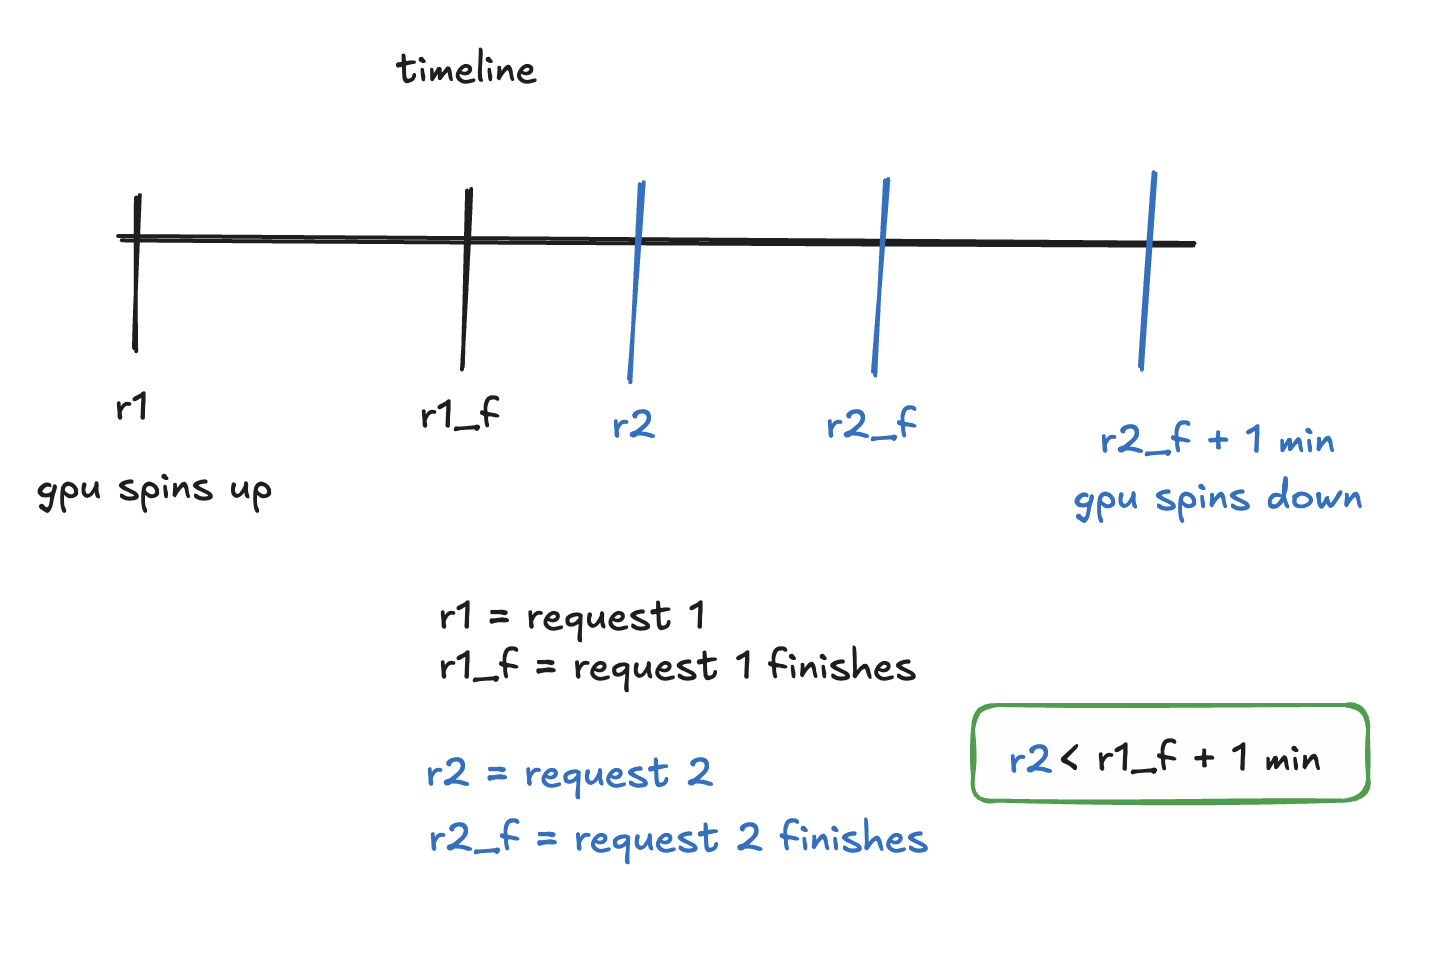 timeline
r1
r1_f
r2
r2_f
r2_f + 1 min
gpu spins up
gpu spins down
r1 = request 1
r1_f = request 1 finishes
r2 = request 2
r2_f = request 2 finishes
r2 < r1_f + 1 min